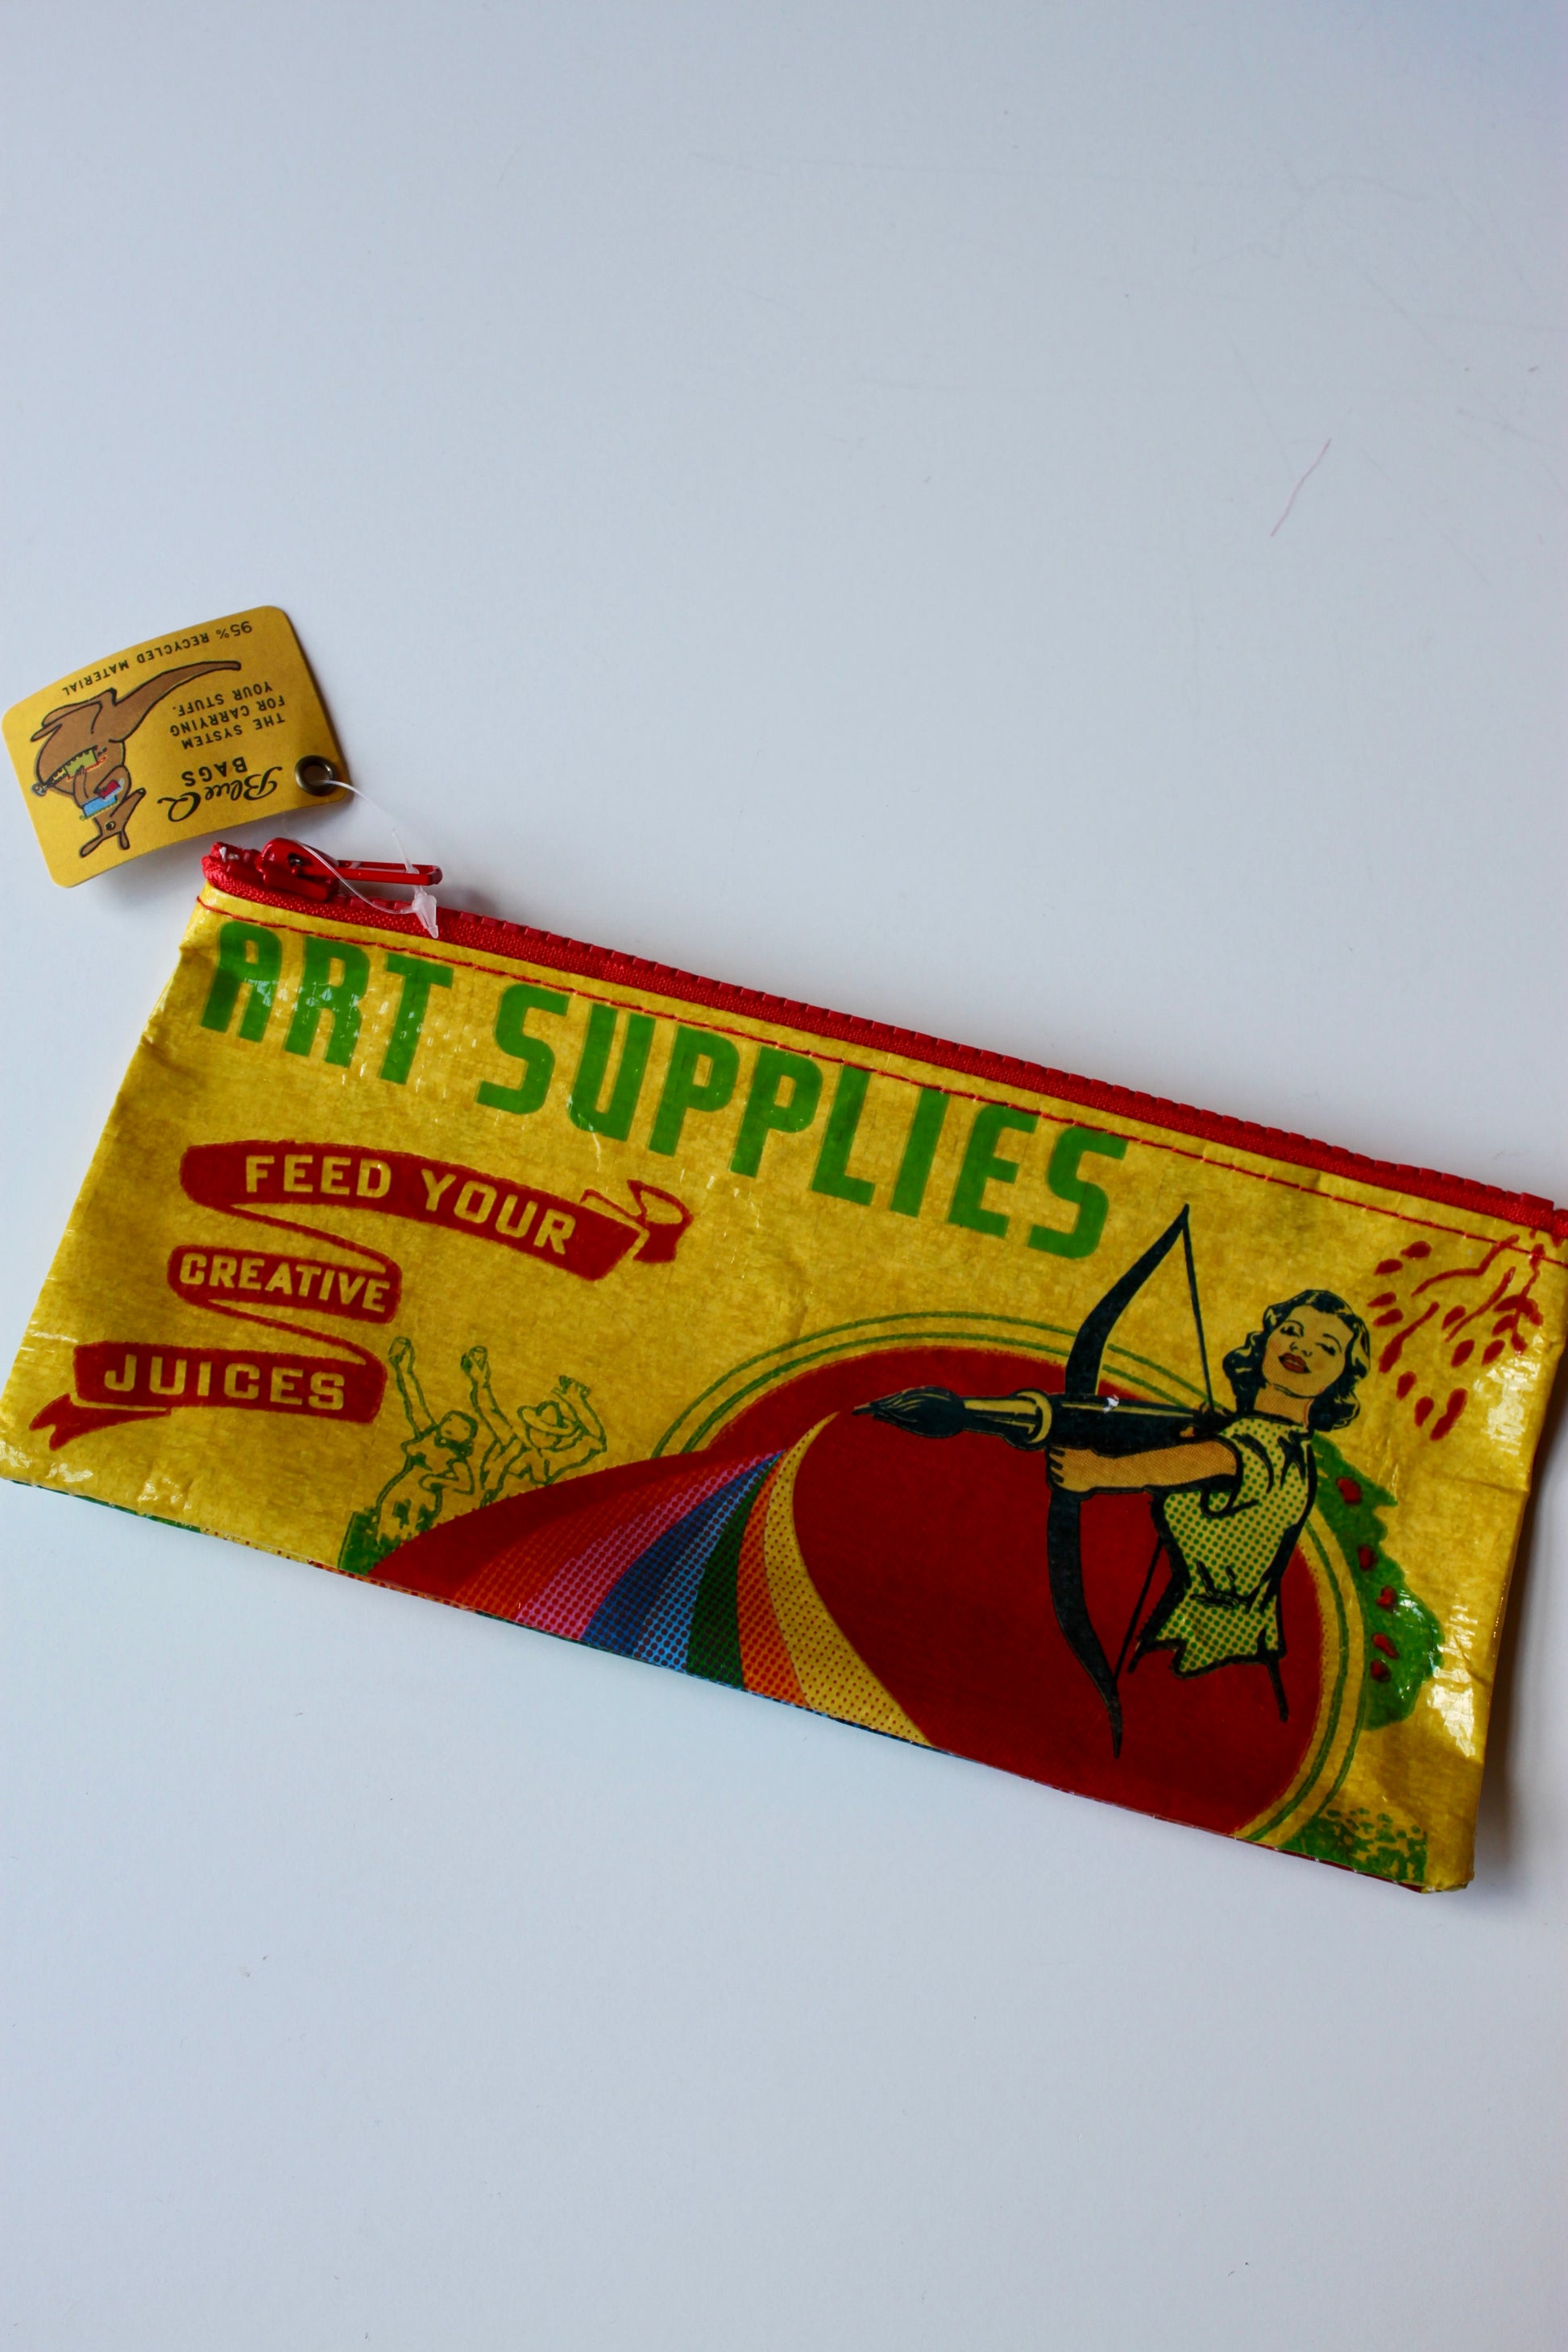 Blue Q
BAGS
THE SYSTEM
FOR CARRYING
YOUR STUFF.
95% RECYCLED MATERIAL
ART SUPPLIES
FEED YOUR
CREATIVE
JUICES